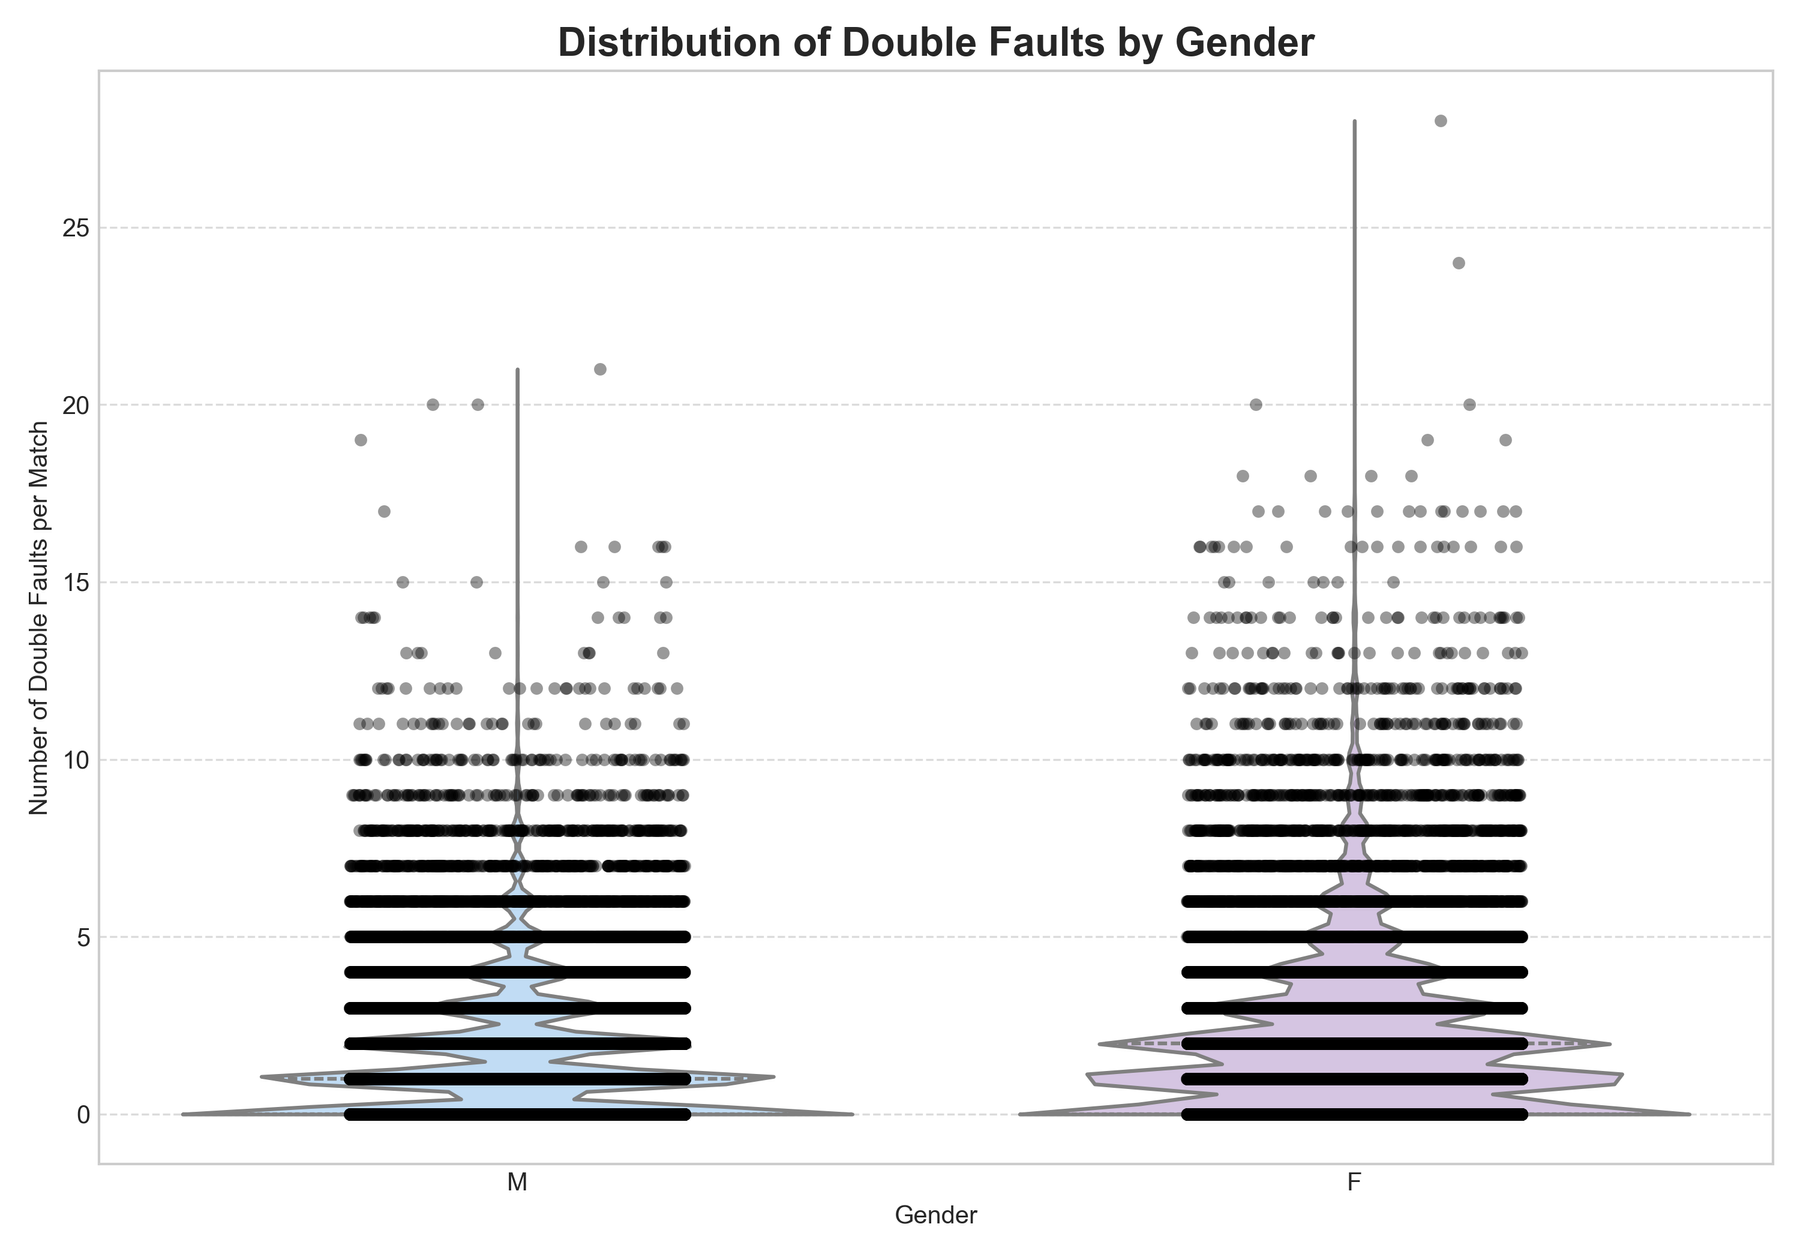 Distribution of Double Faults by Gender
Number of Double Faults per Match
25
20
15
10
5
0
M
F
Gender